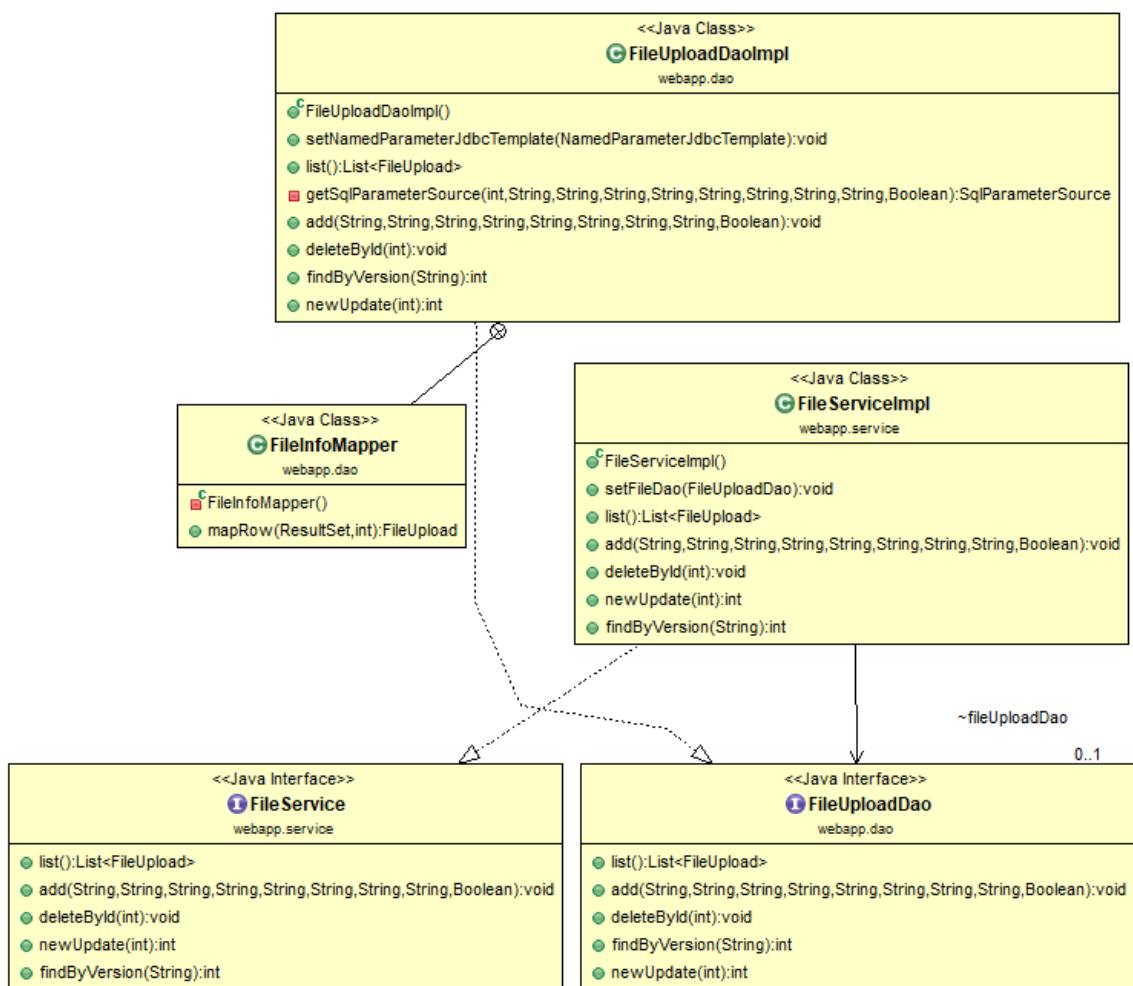 <<Java Class>>
FileUploadDaoImpl
webapp.dao
FileUploadDaoImpl()
setNamedParameterJdbcTemplate(NamedParameterJdbcTemplate):void
list():List<FileUpload>
getSqlParameterSource(int,String,String,String,String,String,String,String,String,Boolean):SqlParameterSource
add(String,String,String,String,String,String,String,String,Boolean):void
deleteById(int):void
findByVersion(String):int
newUpdate(int):int
<<Java Class>>
FileInfoMapper
webapp.dao
FileInfoMapper()
mapRow(ResultSet,int):FileUpload
<<Java Class>>
FileServiceImpl
webapp.service
FileServiceImpl()
setFileDao(FileUploadDao):void
list():List<FileUpload>
add(String,String,String,String,String,String,String,String,Boolean):void
deleteById(int):void
newUpdate(int):int
findByVersion(String):int
~fileUploadDao
0..1
<<Java Interface>>
FileService
webapp.service
list():List<FileUpload>
add(String,String,String,String,String,String,String,String,Boolean):void
deleteById(int):void
newUpdate(int):int
findByVersion(String):int
<<Java Interface>>
FileUploadDao
webapp.dao
list():List<FileUpload>
add(String,String,String,String,String,String,String,String,Boolean):void
deleteById(int):void
findByVersion(String):int
newUpdate(int):int